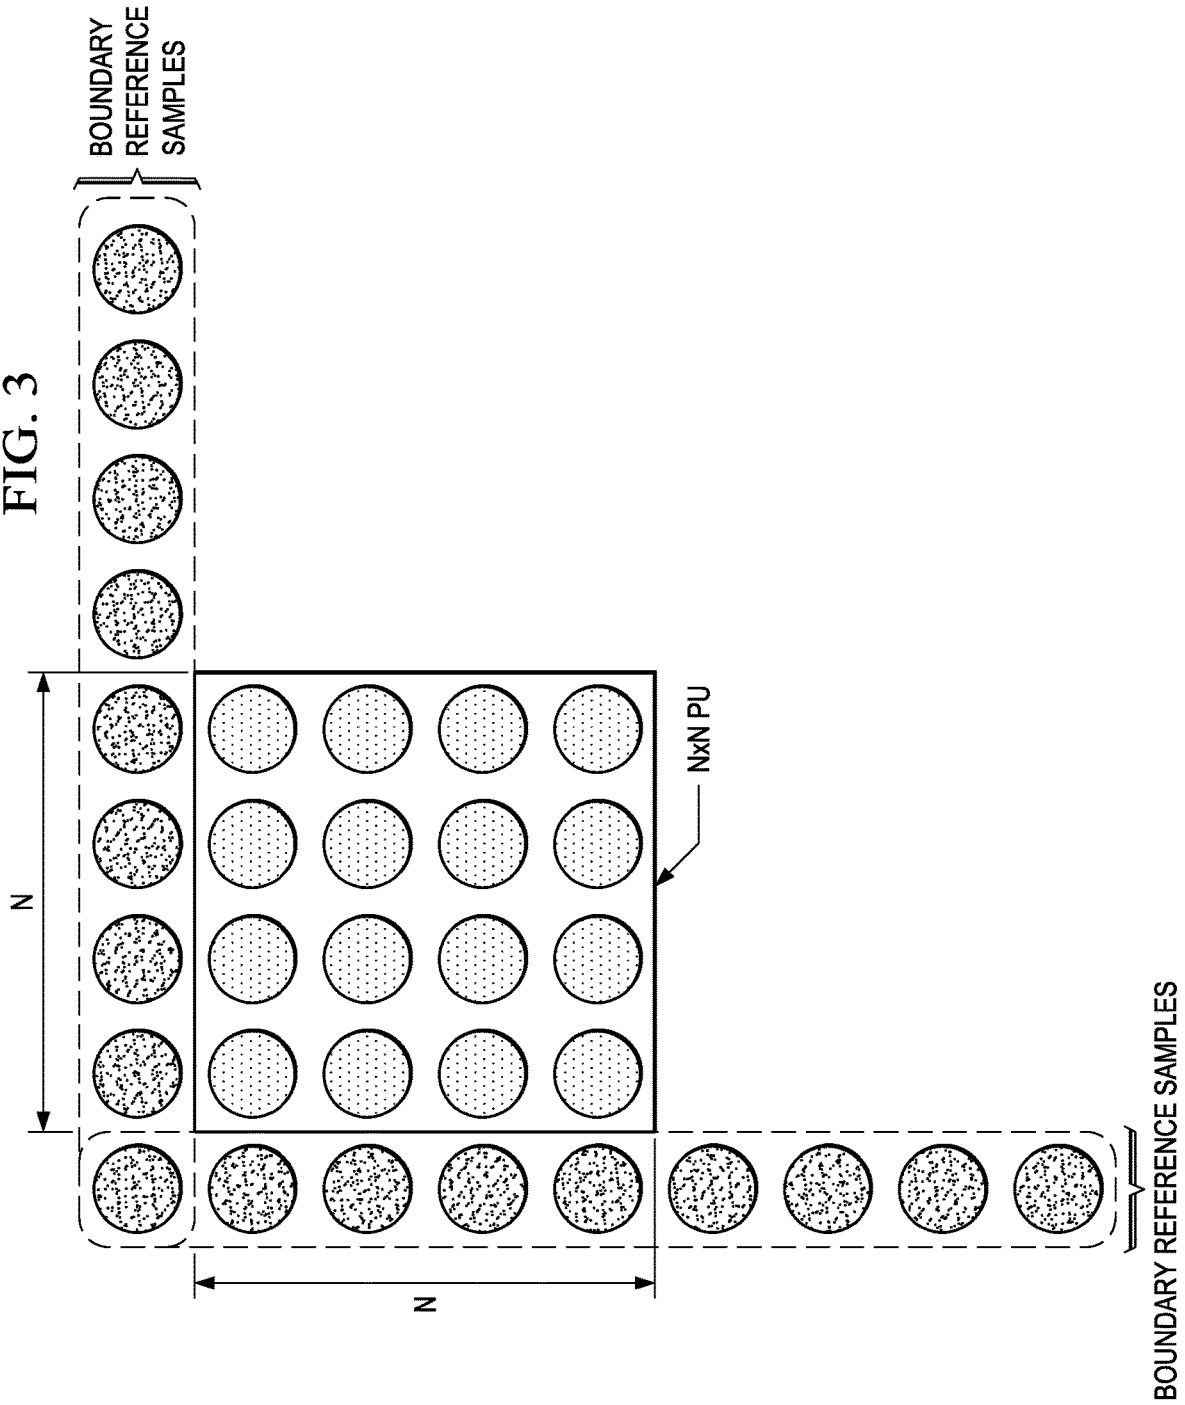 FIG. 3
BOUNDARY
REFERENCE
SAMPLES
N
NxN PU
N
BOUNDARY REFERENCE SAMPLES